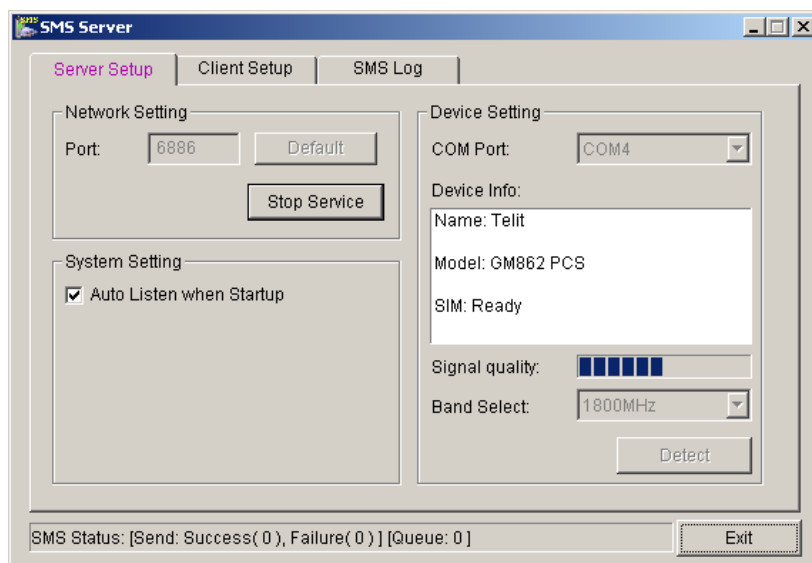 SMS Server
Server Setup
Client Setup
SMS Log
Network Setting
Port:
6886
Default
Stop Service
System Setting
Auto Listen when Startup
Device Setting
COM Port:
COM4
Device Info:
Name: Telit
Model: GM862 PCS
SIM: Ready
Signal quality:
Band Select:
1800MHz
Detect
SMS Status: [Send: Success( 0 ), Failure( 0 ) ] [Queue: 0 ]
Exit